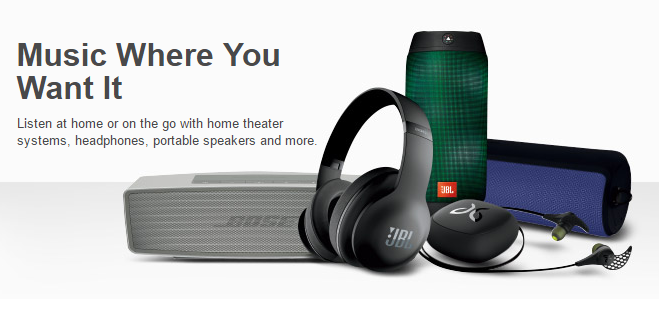 Music Where You
Want It
Listen at home or on the go with home theater
systems, headphones, portable speakers and more.
JBL
BOSE
JBL